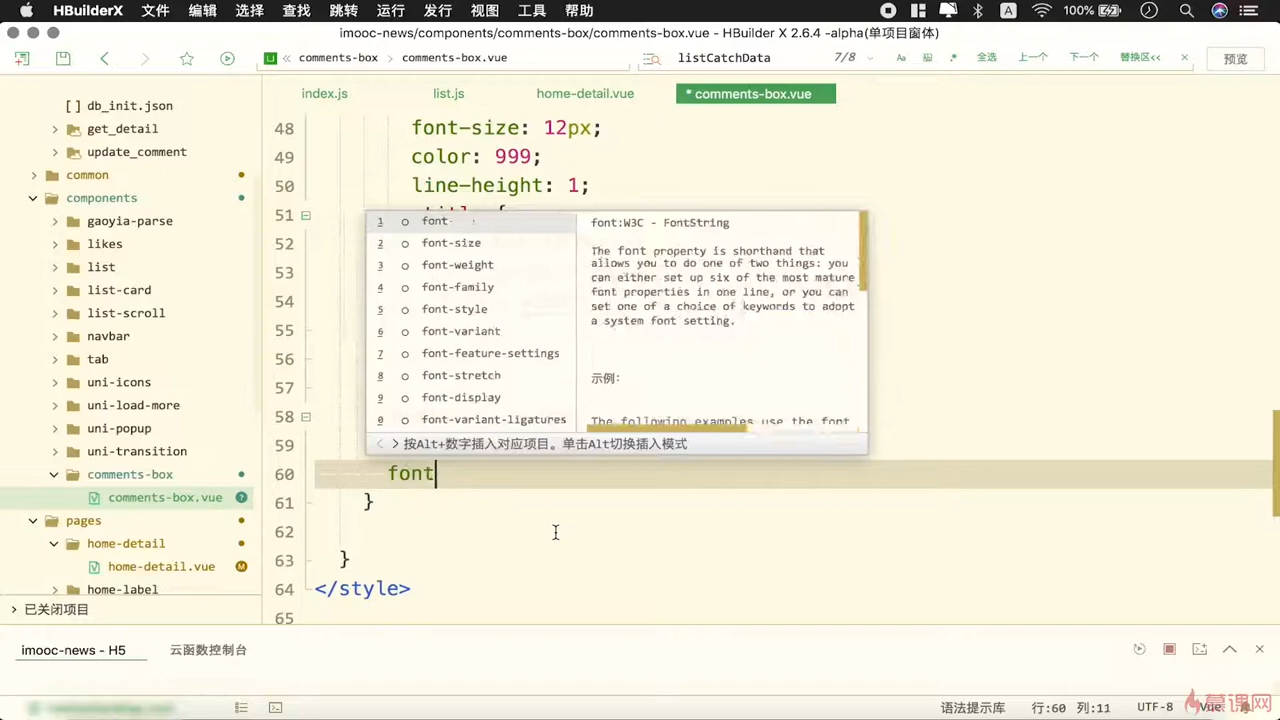 HBuilderX 文件 编辑 选择 查找 跳转 运行 发行 视图 工具 帮助 100%
imooc-news/components/comments-box/comments-box.vue - HBuilder X 2.6.4 -alpha(单项目窗体)
comments-box comments-box.vue listCatchData 7/8 Aa 全选 上一个 下一个 替换区<< 预览
index.js list.js home-detail.vue * comments-box.vue
[ ] db_init.json
get_detail
update_comment
common
components
gaoyia-parse
likes
list
list-card
list-scroll
navbar
tab
uni-icons
uni-load-more
uni-popup
uni-transition
comments-box
comments-box.vue
pages
home-detail
home-detail.vue M
home-label
已关闭项目
48 font-size: 12px;
49 color: 999;
50 line-height: 1;
51
52
53
54
55
56
57
58
59
60 font
61 }
62
63 }
64 </style>
65
1 font-
2 font-size
3 font-weight
4 font-family
5 font-style
6 font-variant
7 font-feature-settings
8 font-stretch
9 font-display
0 font-variant-ligatures
font:W3C - FontString
The font property is shorthand that
allows you to do one of two things: you
can either set up six of the most mature
font properties in one line, or you can
set one of a choice of keywords to adopt
a system font setting.
示例:
The following examples use the font
按Alt+数字插入对应项目。单击Alt切换插入模式
imooc-news - H5 云函数控制台
语法提示库 行:60 列:11 UTF-8 Vue
慕课网